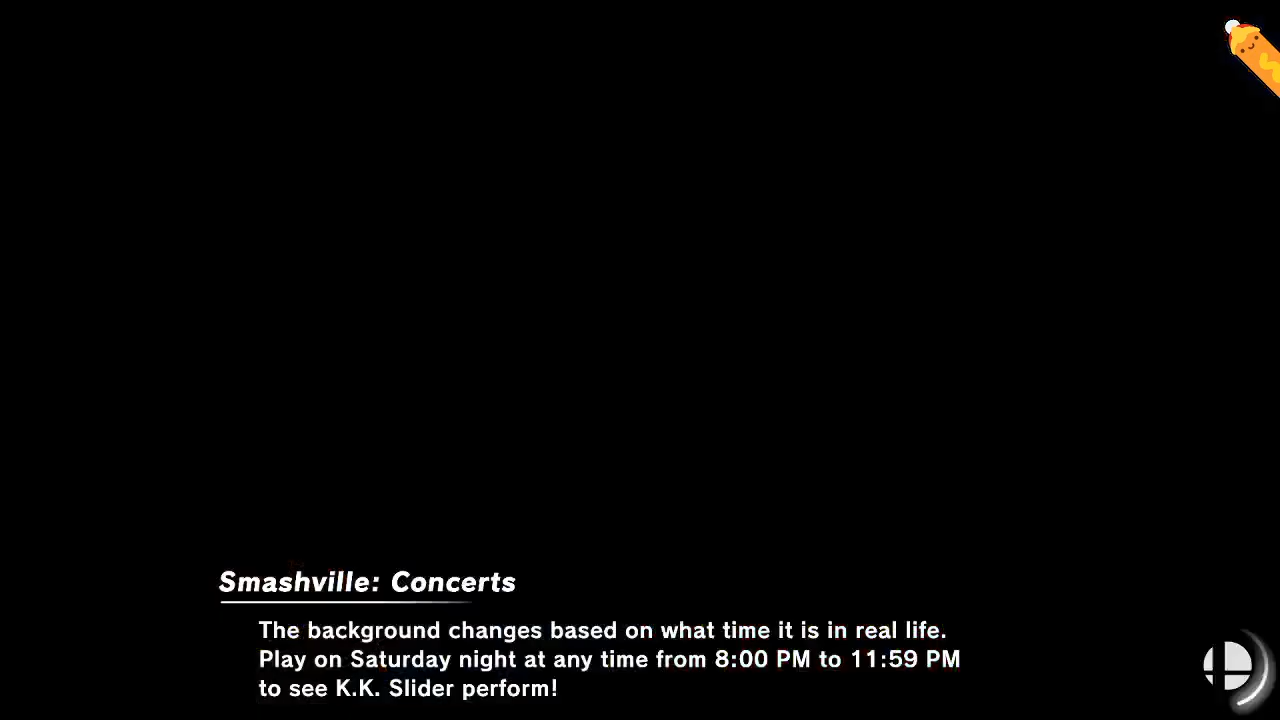 Smashville: Concerts
The background changes based on what time it is in real life.
Play on Saturday night at any time from 8:00 PM to 11:59 PM
to see K.K. Slider perform!